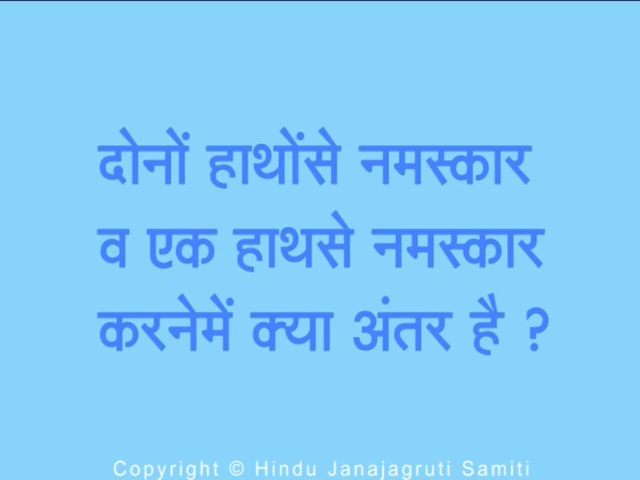 दोनों हाथोंसे नमस्कार
व एक हाथसे नमस्कार
करनेमें क्या अंतर है ?
Copyright © Hindu Janajagruti Samiti